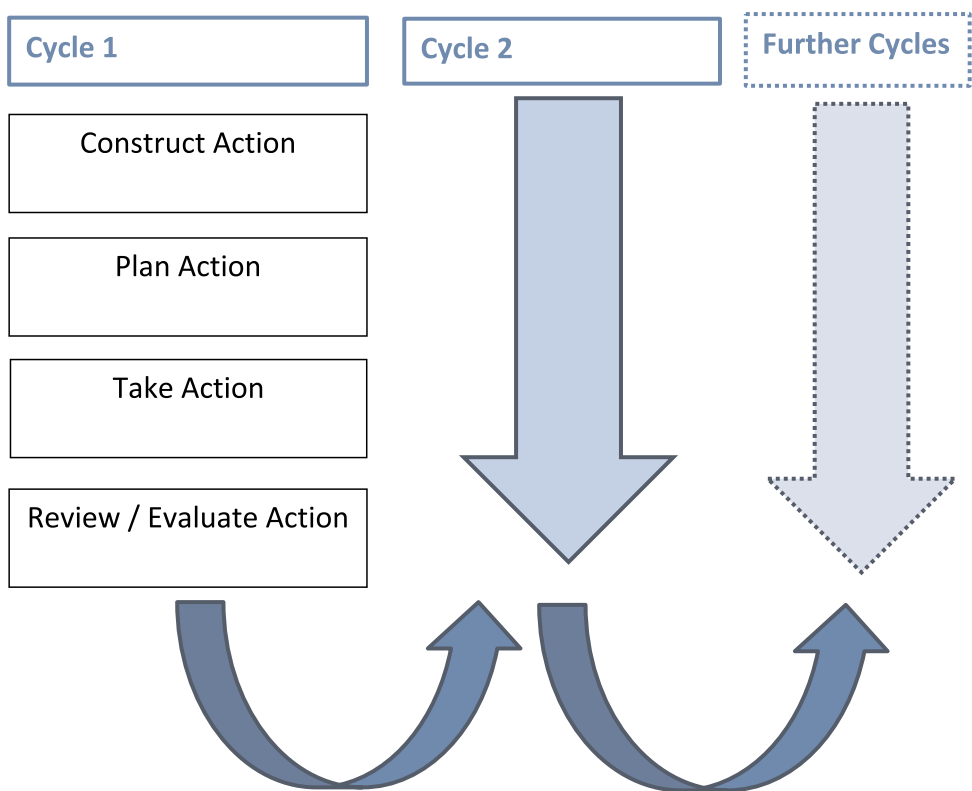 Cycle 1
Cycle 2
Further Cycles
Construct Action
Plan Action
Take Action
Review / Evaluate Action